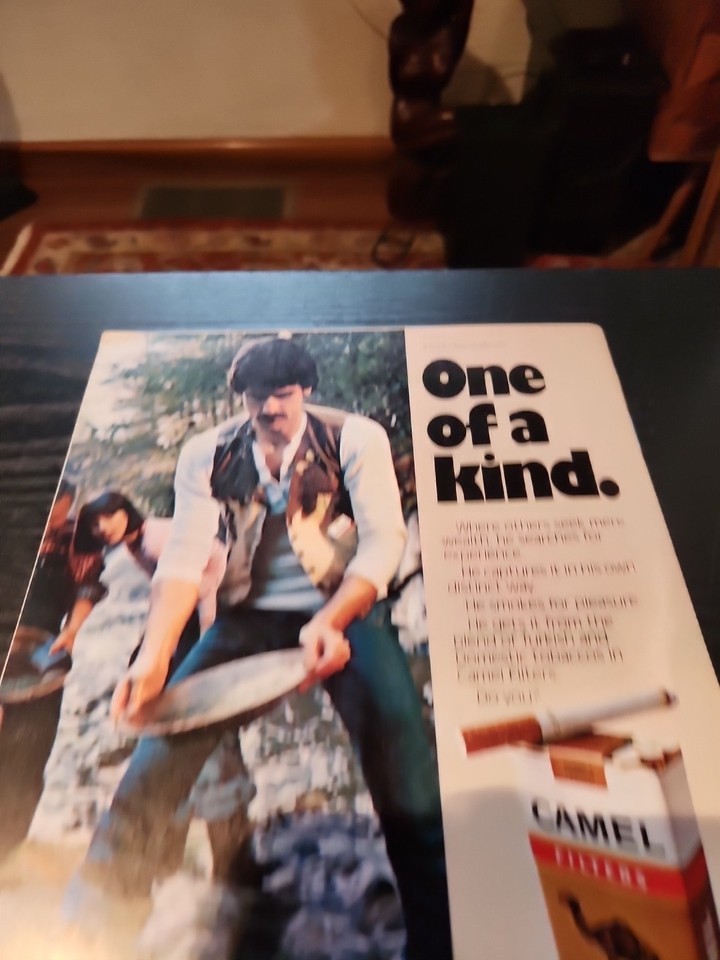 One
of a
kind.
Where others seek mere
wealth, he searches for
experience.
He captures it in his own
distinct way.
He smokes for pleasure.
He gets it from the
blend of Turkish and
Domestic tobaccos in
Camel Filters.
Do you?
CAMEL
FILTERS